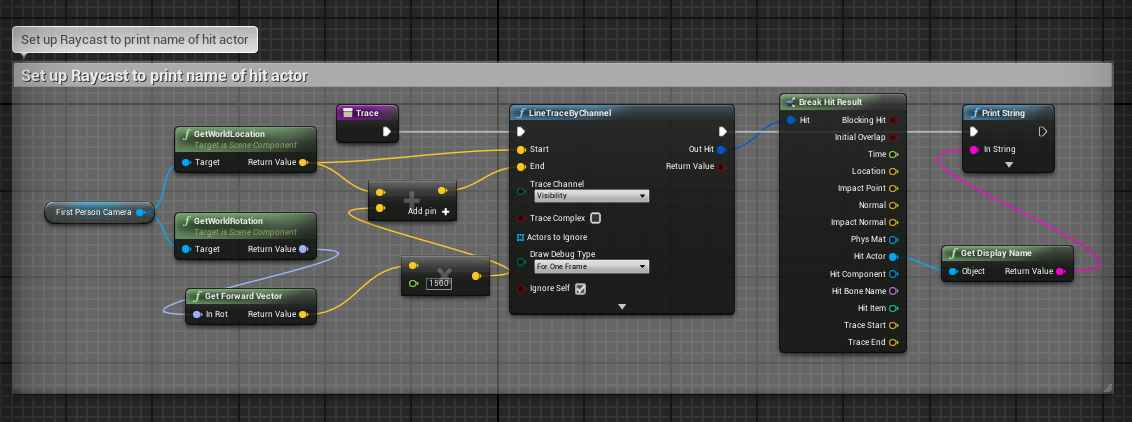 Set up Raycast to print name of hit actor
Set up Raycast to print name of hit actor
First Person Camera
GetWorldLocation
Target is Scene Component
Target Return Value
GetWorldRotation
Target is Scene Component
Target Return Value
Get Forward Vector
In Rot Return Value
Trace
+
Add pin +
×
1500
LineTraceByChannel
Start Out Hit
End Return Value
Trace Channel
Visibility
Trace Complex
Actors to Ignore
Draw Debug Type
For One Frame
Ignore Self
Break Hit Result
Hit Blocking Hit
Initial Overlap
Time
Location
Impact Point
Normal
Impact Normal
Phys Mat
Hit Actor
Hit Component
Hit Bone Name
Hit Item
Trace Start
Trace End
Print String
In String
Get Display Name
Object Return Value